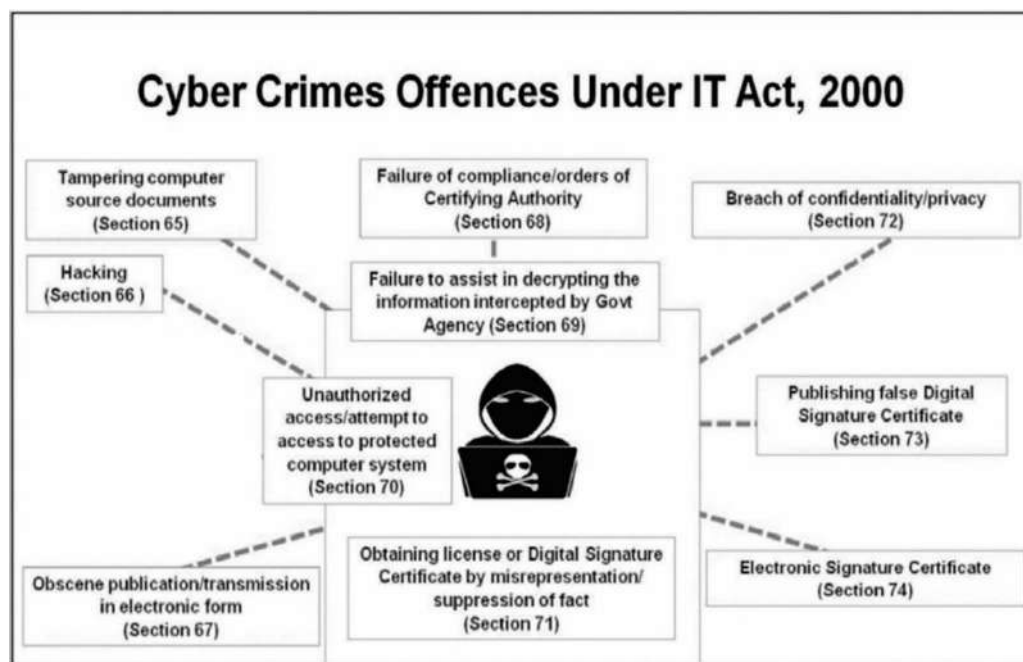 Cyber Crimes Offences Under IT Act, 2000
Tampering computer
source documents
(Section 65)
Failure of compliance/orders of
Certifying Authority
(Section 68)
Breach of confidentiality/privacy
(Section 72)
Hacking
(Section 66 )
Failure to assist in decrypting the
information intercepted by Govt
Agency (Section 69)
Unauthorized
access/attempt to
access to protected
computer system
(Section 70)
Publishing false Digital
Signature Certificate
(Section 73)
Obscene publication/transmission
in electronic form
(Section 67)
Obtaining license or Digital Signature
Certificate by misrepresentation/
suppression of fact
(Section 71)
Electronic Signature Certificate
(Section 74)